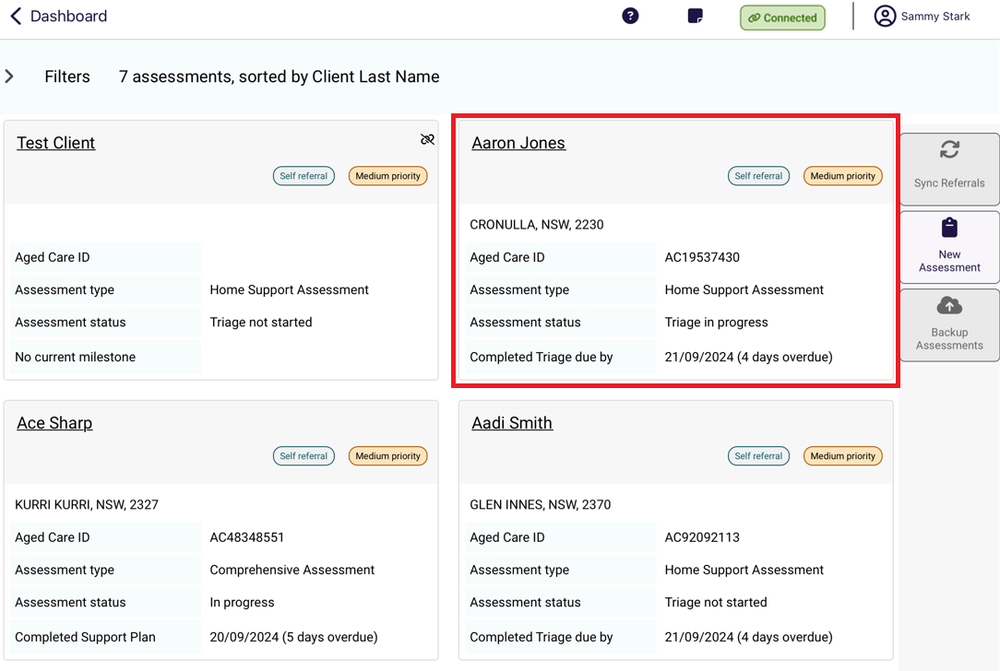 Dashboard
?
Connected
Sammy Stark
Filters 7 assessments, sorted by Client Last Name
Test Client
Self referral Medium priority
Aged Care ID
Assessment type Home Support Assessment
Assessment status Triage not started
No current milestone
Aaron Jones
Self referral Medium priority
CRONULLA, NSW, 2230
Aged Care ID AC19537430
Assessment type Home Support Assessment
Assessment status Triage in progress
Completed Triage due by 21/09/2024 (4 days overdue)
Ace Sharp
Self referral Medium priority
KURRI KURRI, NSW, 2327
Aged Care ID AC48348551
Assessment type Comprehensive Assessment
Assessment status In progress
Completed Support Plan 20/09/2024 (5 days overdue)
Aadi Smith
Self referral Medium priority
GLEN INNES, NSW, 2370
Aged Care ID AC92092113
Assessment type Home Support Assessment
Assessment status Triage not started
Completed Triage due by 21/09/2024 (4 days overdue)
Sync Referrals
New
Assessment
Backup
Assessments